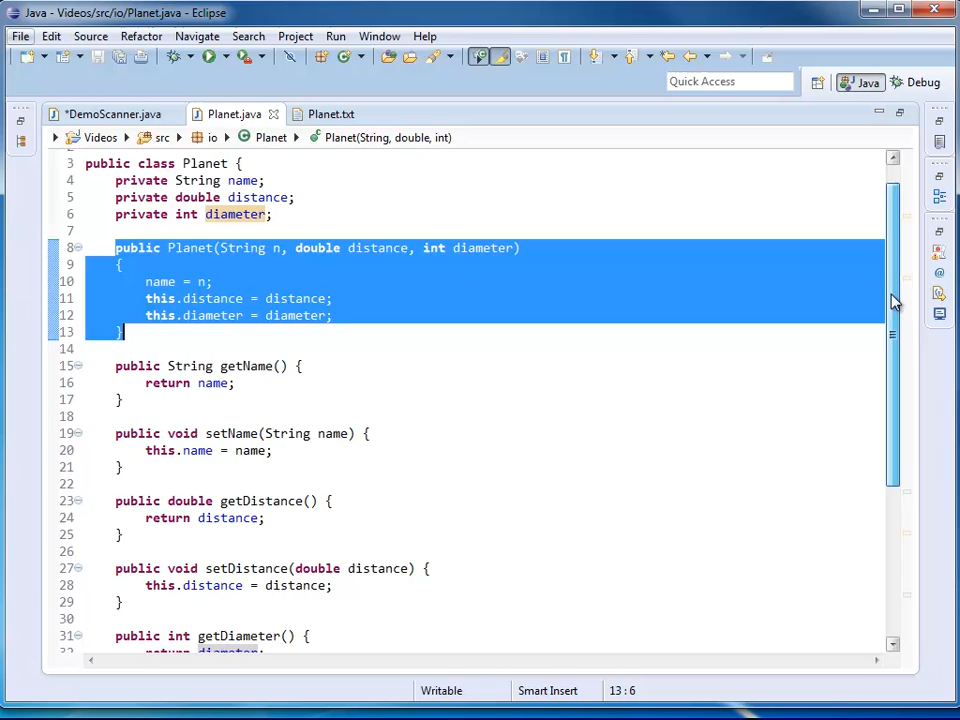 Java - Videos/src/io/Planet.java - Eclipse
File Edit Source Refactor Navigate Search Project Run Window Help
Quick Access
Java
Debug
*DemoScanner.java
Planet.java
Planet.txt
Videos
src
io
Planet
Planet(String, double, int)
3 public class Planet {
4 private String name;
5 private double distance;
6 private int diameter;
7
8 public Planet(String n, double distance, int diameter)
9 {
10 name = n;
11 this.distance = distance;
12 this.diameter = diameter;
13 }
14
15 public String getName() {
16 return name;
17 }
18
19 public void setName(String name) {
20 this.name = name;
21 }
22
23 public double getDistance() {
24 return distance;
25 }
26
27 public void setDistance(double distance) {
28 this.distance = distance;
29 }
30
31 public int getDiameter() {
32 return diameter;
Writable
Smart Insert
13 : 6